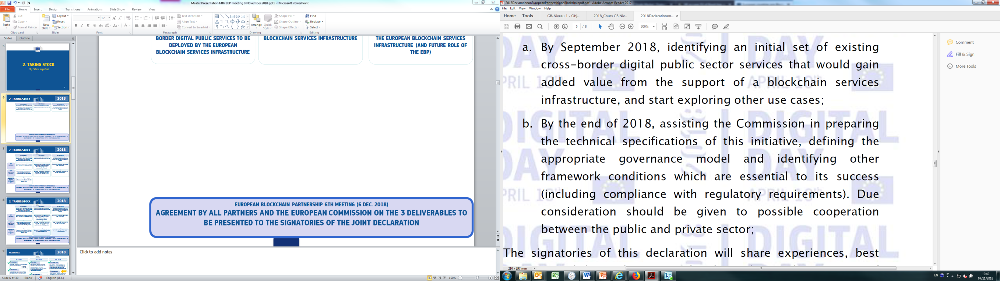 Master Presentation fifth EBP meeting 8 November 2018.pptx - Microsoft PowerPoint
File Home Insert Design Transitions Animations Slide Show Review View
Cut
Copy
Format Painter
Paste
Clipboard
New
Slide
Layout
Reset
Section
Slides
12
Font
Paragraph
Text Direction
Align Text
Convert to SmartArt
Arrange
Quick
Styles
Shape Fill
Shape Outline
Shape Effects
Drawing
Find
Replace
Select
Editing
Slides Outline
5
2. TAKING STOCK
6
2. TAKING STOCK 2018
7
2. TAKING STOCK 2018
8
2. TAKING STOCK 2018
9
MILESTONES 2018
BORDER DIGITAL PUBLIC SERVICES TO BE
DEPLOYED BY THE EUROPEAN
BLOCKCHAIN SERVICES INFRASTRUCTURE
BLOCKCHAIN SERVICES INFRASTRUCTURE
THE EUROPEAN BLOCKCHAIN SERVICES
INFRASTRUCTURE (AND FUTURE ROLE OF
THE EBP)
EUROPEAN BLOCKCHAIN PARTNERSHIP 6TH MEETING (6 DEC. 2018)
AGREEMENT BY ALL PARTNERS AND THE EUROPEAN COMMISSION ON THE 3 DELIVERABLES TO
BE PRESENTED TO THE SIGNATORIES OF THE JOINT DECLARATION
Click to add notes
Slide 6 of 30 "Blank" English (U.K.) 150%
2018DeclarationonEuropeanPartnershiponBlockchainpdf.pdf - Adobe Acrobat Reader 2017
File Edit View Window Help
Home Tools GB-Niveau 1 - Obj... 2018_Cours GB Niv... 2018Declarationon... ×
5 / 8 300%
a. By September 2018, identifying an initial set of existing
cross-border digital public sector services that would gain
added value from the support of a blockchain services
infrastructure, and start exploring other use cases;
b. By the end of 2018, assisting the Commission in preparing
the technical specifications of this initiative, defining the
appropriate governance model and identifying other
framework conditions which are essential to its success
(including compliance with regulatory requirements). Due
consideration should be given to possible cooperation
between the public and private sector;
The signatories of this declaration will share experiences, best
DIGITAL
DAY
APRIL 10th
Comment
Fill & Sign
More Tools
210 x 297 mm
EN
10:42
07/11/2018